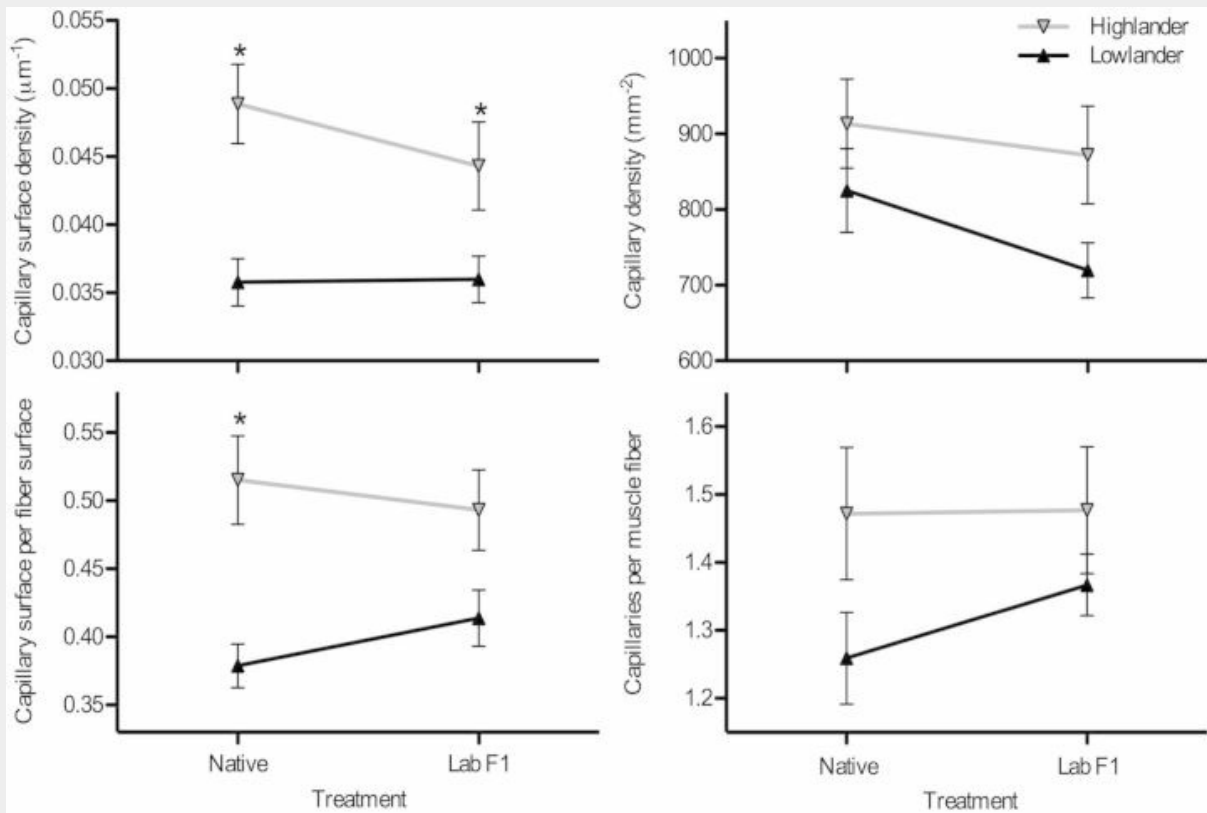 Capillary surface density (μm⁻¹)
0.055
0.050
0.045
0.040
0.035
0.030
*
*
Capillary density (mm⁻²)
1000
900
800
700
600
Highlander
Lowlander
Capillary surface per fiber surface
0.55
0.50
0.45
0.40
0.35
*
Native
Lab F1
Treatment
Capillaries per muscle fiber
1.6
1.5
1.4
1.3
1.2
Native
Lab F1
Treatment